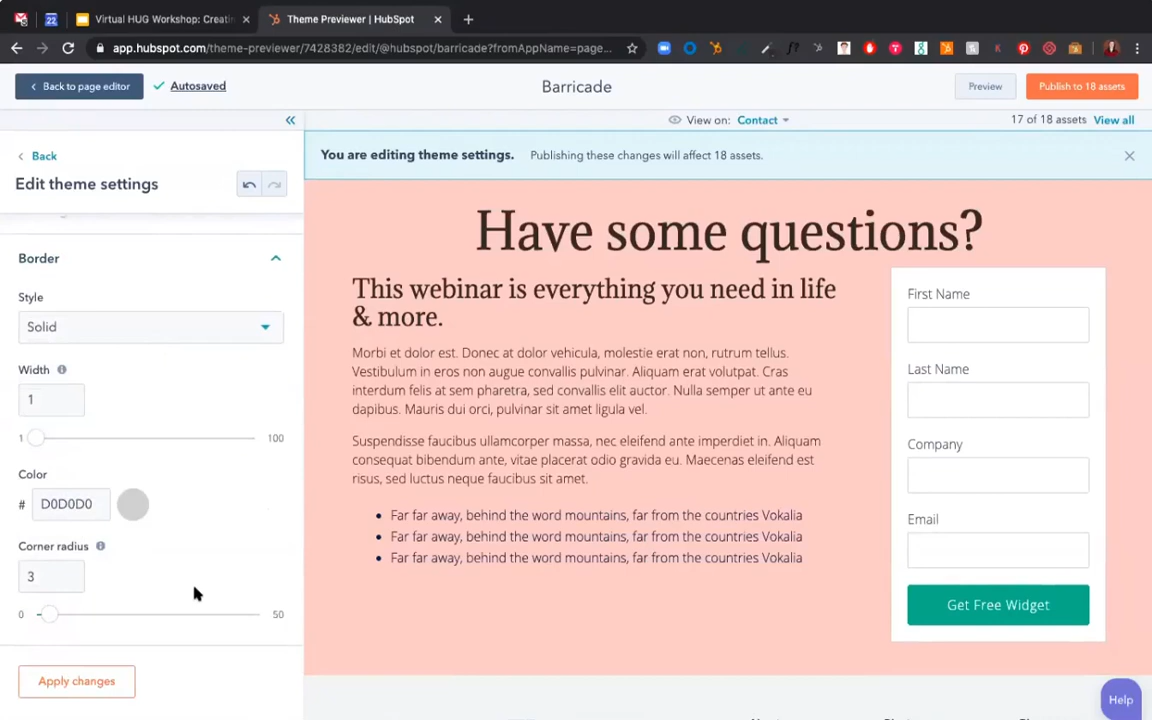 22
Virtual HUG Workshop: Creatin
Theme Previewer | HubSpot
app.hubspot.com/theme-previewer/7428382/edit/@hubspot/barricade?fromAppName=page...
Back to page editor
Autosaved
Barricade
Preview
Publish to 18 assets
View on: Contact
17 of 18 assets View all
Back
Edit theme settings
You are editing theme settings. Publishing these changes will affect 18 assets.
Border
Style
Solid
Width
1
1
100
Color
# D0D0D0
Corner radius
3
0
50
Apply changes
Have some questions?
This webinar is everything you need in life
& more.
Morbi et dolor est. Donec at dolor vehicula, molestie erat non, rutrum tellus.
Vestibulum in eros non augue convallis pulvinar. Aliquam erat volutpat. Cras
interdum felis at sem pharetra, sed convallis elit auctor. Nulla semper ut ante eu
dapibus. Mauris dui orci, pulvinar sit amet ligula vel.
Suspendisse faucibus ullamcorper massa, nec eleifend ante imperdiet in. Aliquam
consequat bibendum ante, vitae placerat odio gravida eu. Maecenas eleifend est
risus, sed luctus neque faucibus sit amet.
• Far far away, behind the word mountains, far from the countries Vokalia
• Far far away, behind the word mountains, far from the countries Vokalia
• Far far away, behind the word mountains, far from the countries Vokalia
First Name
Last Name
Company
Email
Get Free Widget
Help